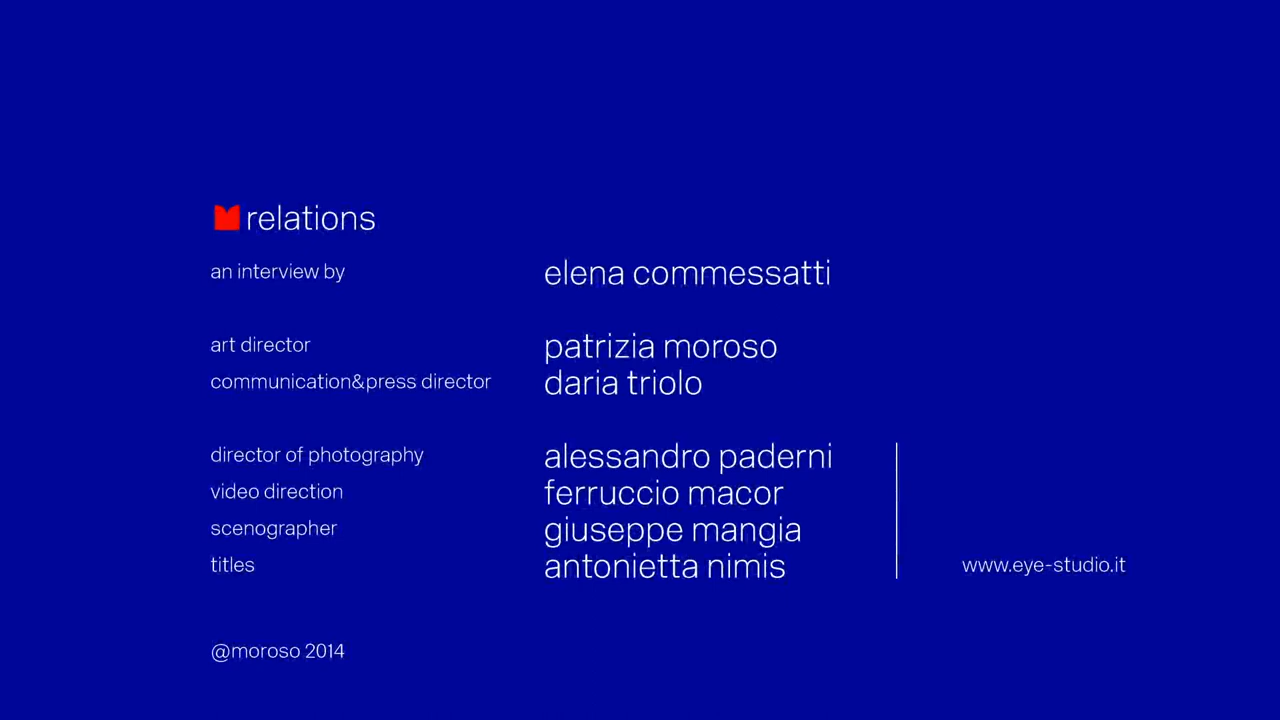 relations
an interview by elena commessatti
art director patrizia moroso
communication&press director daria triolo
director of photography alessandro paderni
video direction ferruccio macor
scenographer giuseppe mangia
titles antonietta nimis www.eye-studio.it
@moroso 2014